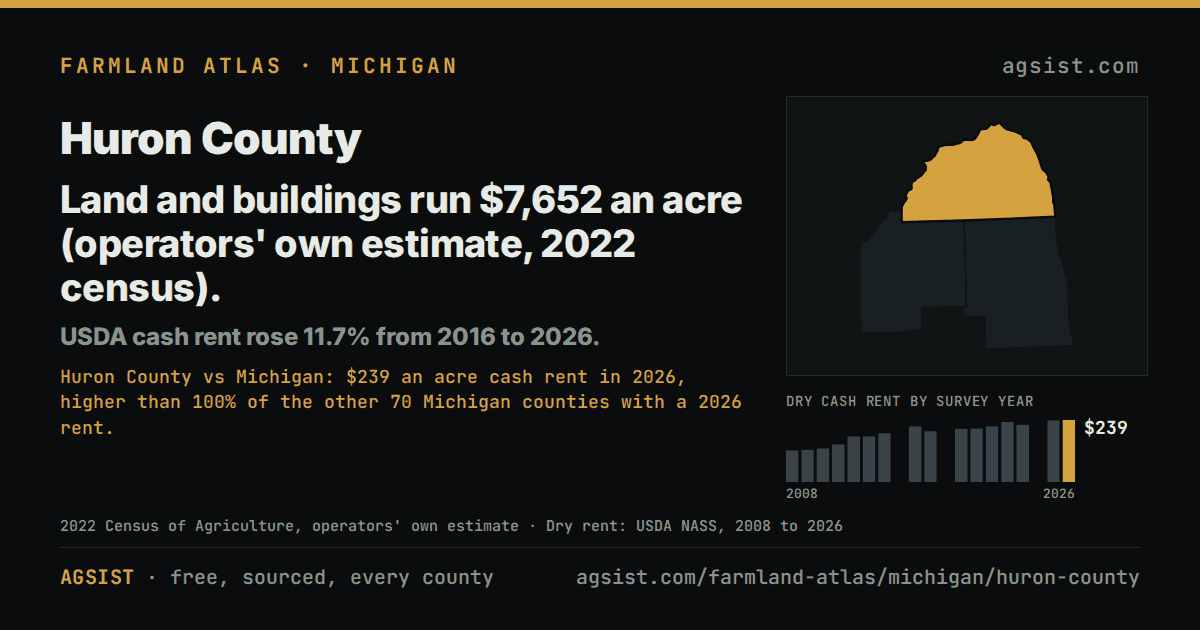 FARMLAND ATLAS · MICHIGAN
agsist.com
Huron County
Land and buildings run $7,652 an acre
(operators' own estimate, 2022
census).
USDA cash rent rose 11.7% from 2016 to 2026.
Huron County vs Michigan: $239 an acre cash rent in 2026,
higher than 100% of the other 70 Michigan counties with a 2026
rent.
DRY CASH RENT BY SURVEY YEAR
$239
2008
2026
2022 Census of Agriculture, operators' own estimate · Dry rent: USDA NASS, 2008 to 2026
AGSIST · free, sourced, every county
agsist.com/farmland-atlas/michigan/huron-county